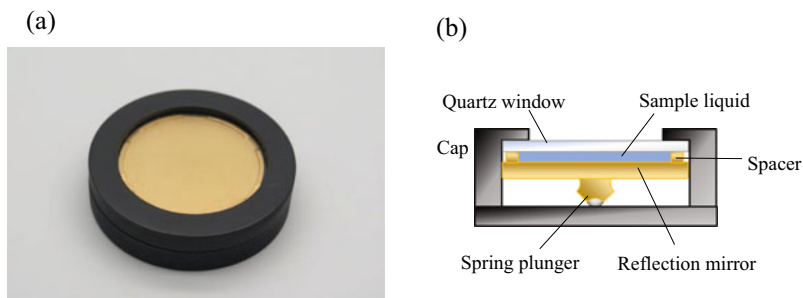 (a)
(b)
Quartz window
Sample liquid
Cap
Spacer
Spring plunger
Reflection mirror